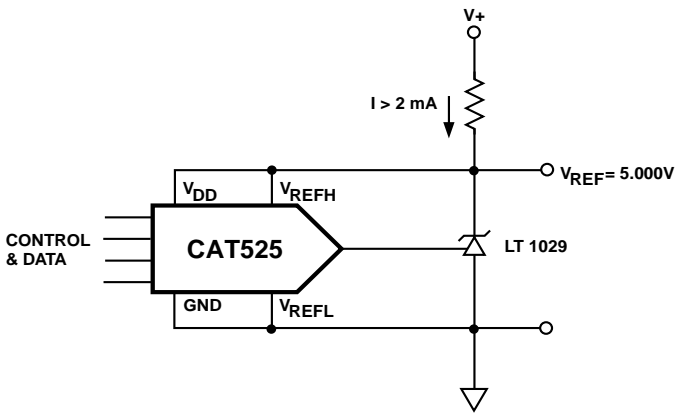 V+
I > 2 mA
VREF = 5.000V
VDD
VREFH
CONTROL
& DATA
CAT525
LT 1029
GND
VREFL